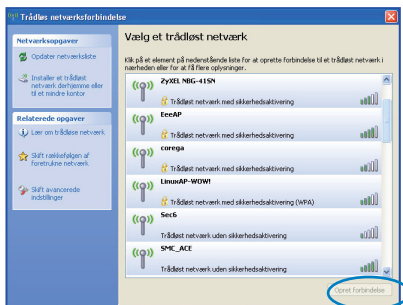 Trådløs netværksforbindelse
Netværksopgaver
Opdater netværksliste
Installer et trådløst
netværk derhjemme eller
til et mindre kontor
Relaterede opgaver
Lær om trådløse netværk
Skift rækkefølgen af
foretrukne netværk
Skift avancerede
indstillinger
Vælg et trådløst netværk
Klik på et element på nedenstående liste for at oprette forbindelse til et trådløst netværk i
nærheden eller for at få flere oplysninger.
ZyXEL NBG-415N
Trådløst netværk med sikkerhedsaktivering
EeeAP
Trådløst netværk med sikkerhedsaktivering
corega
Trådløst netværk med sikkerhedsaktivering
LinuxAP-WOW!
Trådløst netværk med sikkerhedsaktivering (WPA)
Sec6
Trådløst netværk uden sikkerhedsaktivering
SMC_ACE
Trådløst netværk uden sikkerhedsaktivering
Opret forbindelse